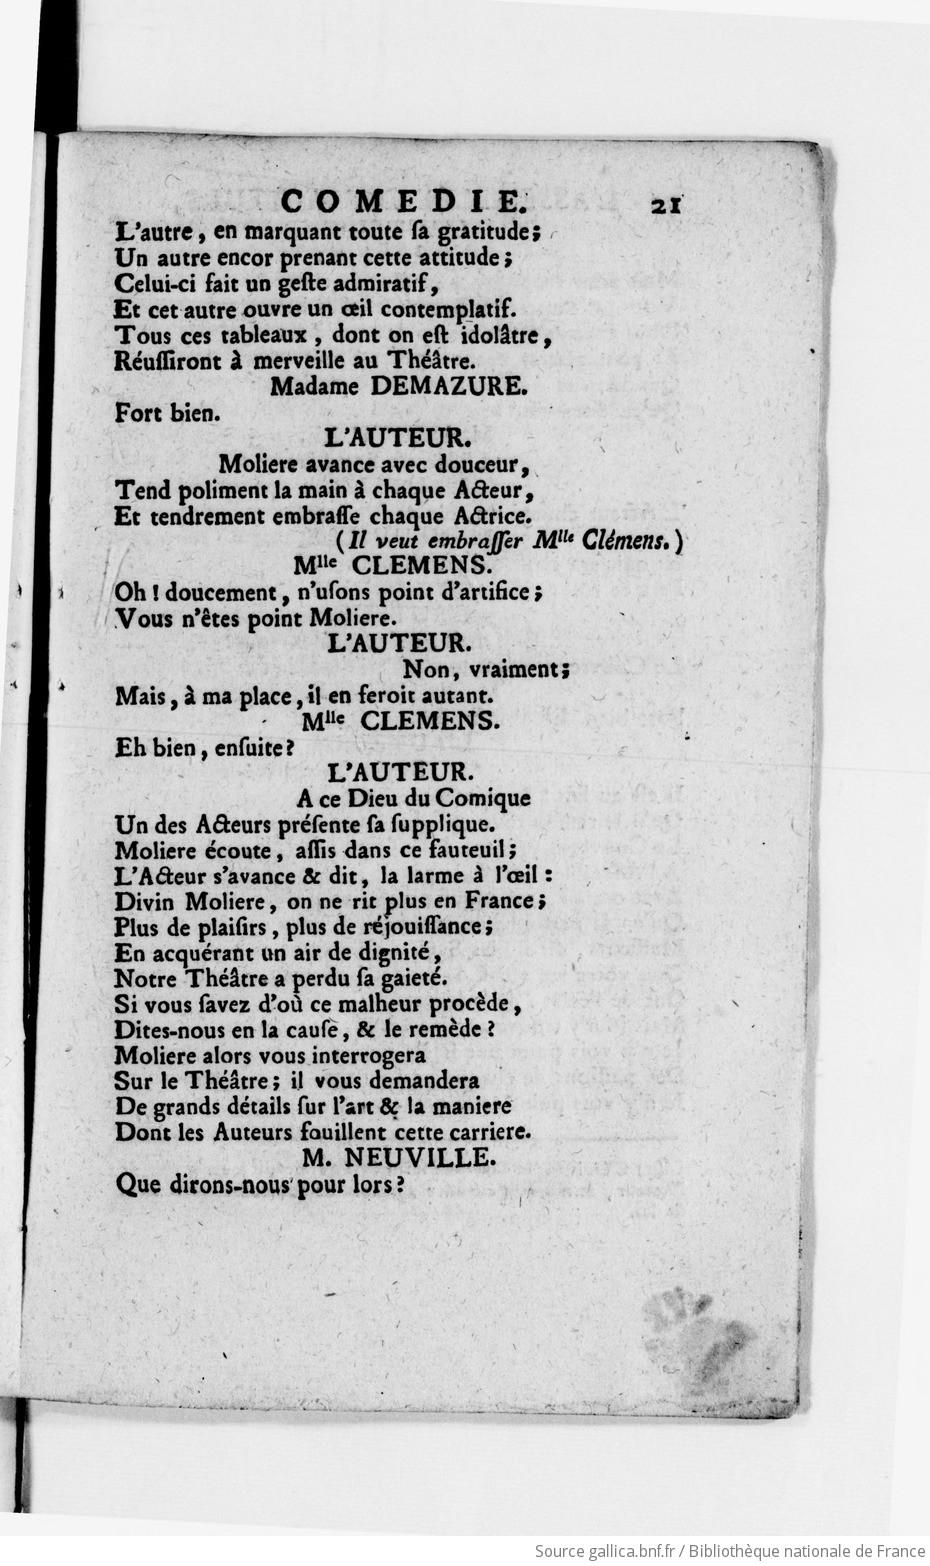 COMEDIE. 21
L'autre, en marquant toute ſa gratitude;
Un autre encor prenant cette attitude;
Celui-ci fait un geſte admiratif,
Et cet autre ouvre un œil contemplatif.
Tous ces tableaux, dont on eſt idolâtre,
Réuſſiront à merveille au Théâtre.
Madame DEMAZURE.
Fort bien.
L'AUTEUR.
Moliere avance avec douceur,
Tend poliment la main à chaque Acteur,
Et tendrement embraſſe chaque Actrice.
(Il veut embraſſer Mlle Clémens.)
Mlle CLEMENS.
Oh! doucement, n'uſons point d'artifice;
Vous n'êtes point Moliere.
L'AUTEUR.
Non, vraiment;
Mais, à ma place, il en feroit autant.
Mlle CLEMENS.
Eh bien, enſuite?
L'AUTEUR.
A ce Dieu du Comique
Un des Acteurs préſente ſa ſupplique.
Moliere écoute, aſſis dans ce fauteuil;
L'Acteur s'avance & dit, la larme à l'œil:
Divin Moliere, on ne rit plus en France;
Plus de plaiſirs, plus de réjouiſſance;
En acquérant un air de dignité,
Notre Théâtre a perdu ſa gaieté.
Si vous ſavez d'où ce malheur procède,
Dites-nous en la cauſe, & le remède?
Moliere alors vous interrogera
Sur le Théâtre; il vous demandera
De grands détails ſur l'art & la maniere
Dont les Auteurs fouillent cette carriere.
M. NEUVILLE.
Que dirons-nous pour lors?
Source gallica.bnf.fr / Bibliothèque nationale de France